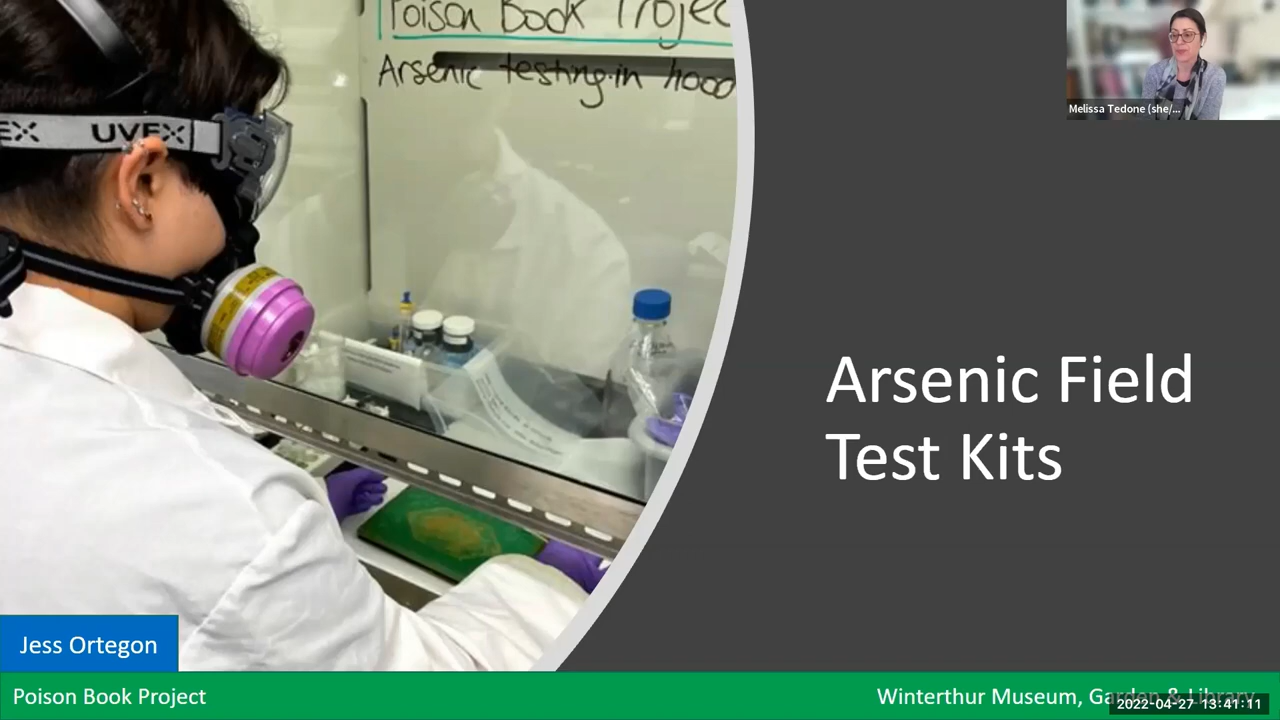 Poison Book Projec
Arsenic testing in hood
EX UVEX
Melissa Tedone (she/...
Arsenic Field
Test Kits
Jess Ortegon
Poison Book Project
Winterthur Museum, Garden & Library
2022-04-27 13:41:11